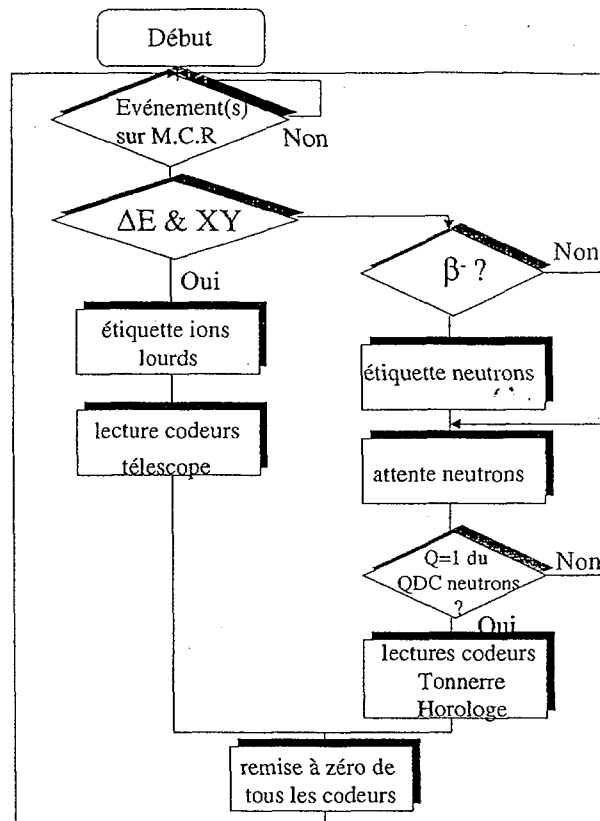 Début
Evénement(s)
sur M.C.R
Non
ΔE & XY
Oui
étiquette ions
lourds
lecture codeurs
télescope
β- ?
Non
étiquette neutrons
attente neutrons
Q=1 du
QDC neutrons
?
Non
Oui
lectures codeurs
Tonnerre
Horologe
remise à zéro de
tous les codeurs